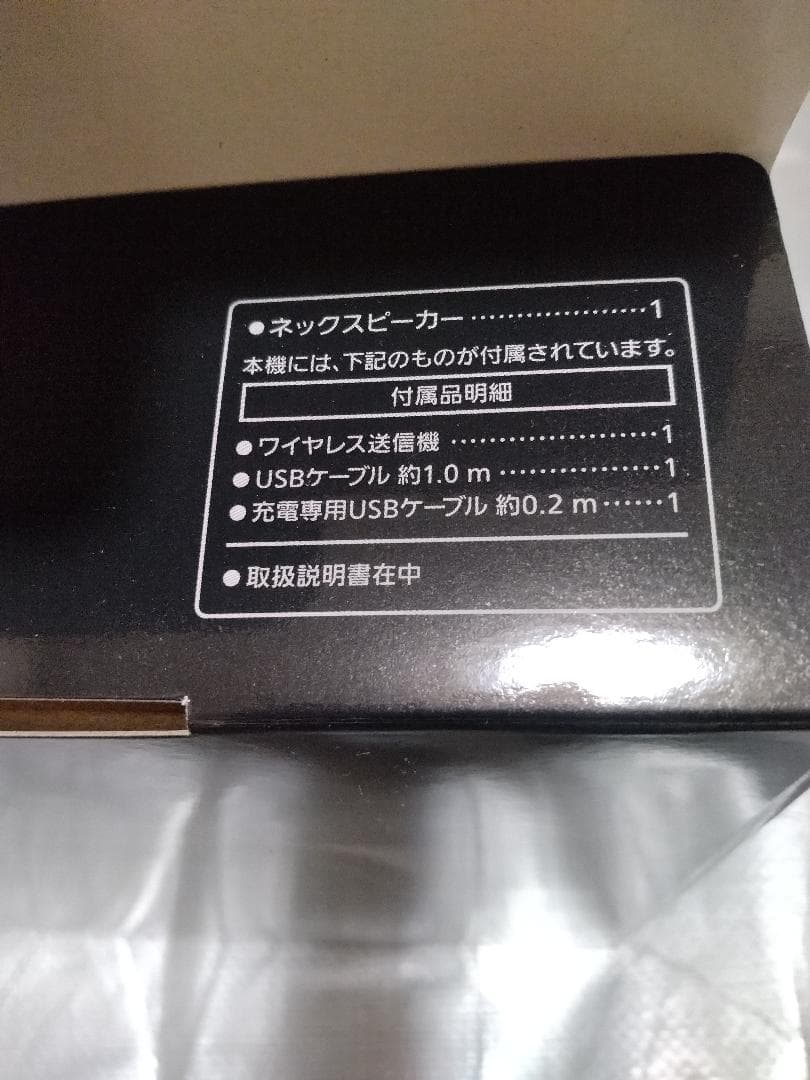 ●ネックスピーカー…………………1
本機には、下記のものが付属されています。
付属品明細
●ワイヤレス送信機……………………1
●USBケーブル 約1.0 m………………1
●充電専用USBケーブル 約0.2 m……1
●取扱説明書在中